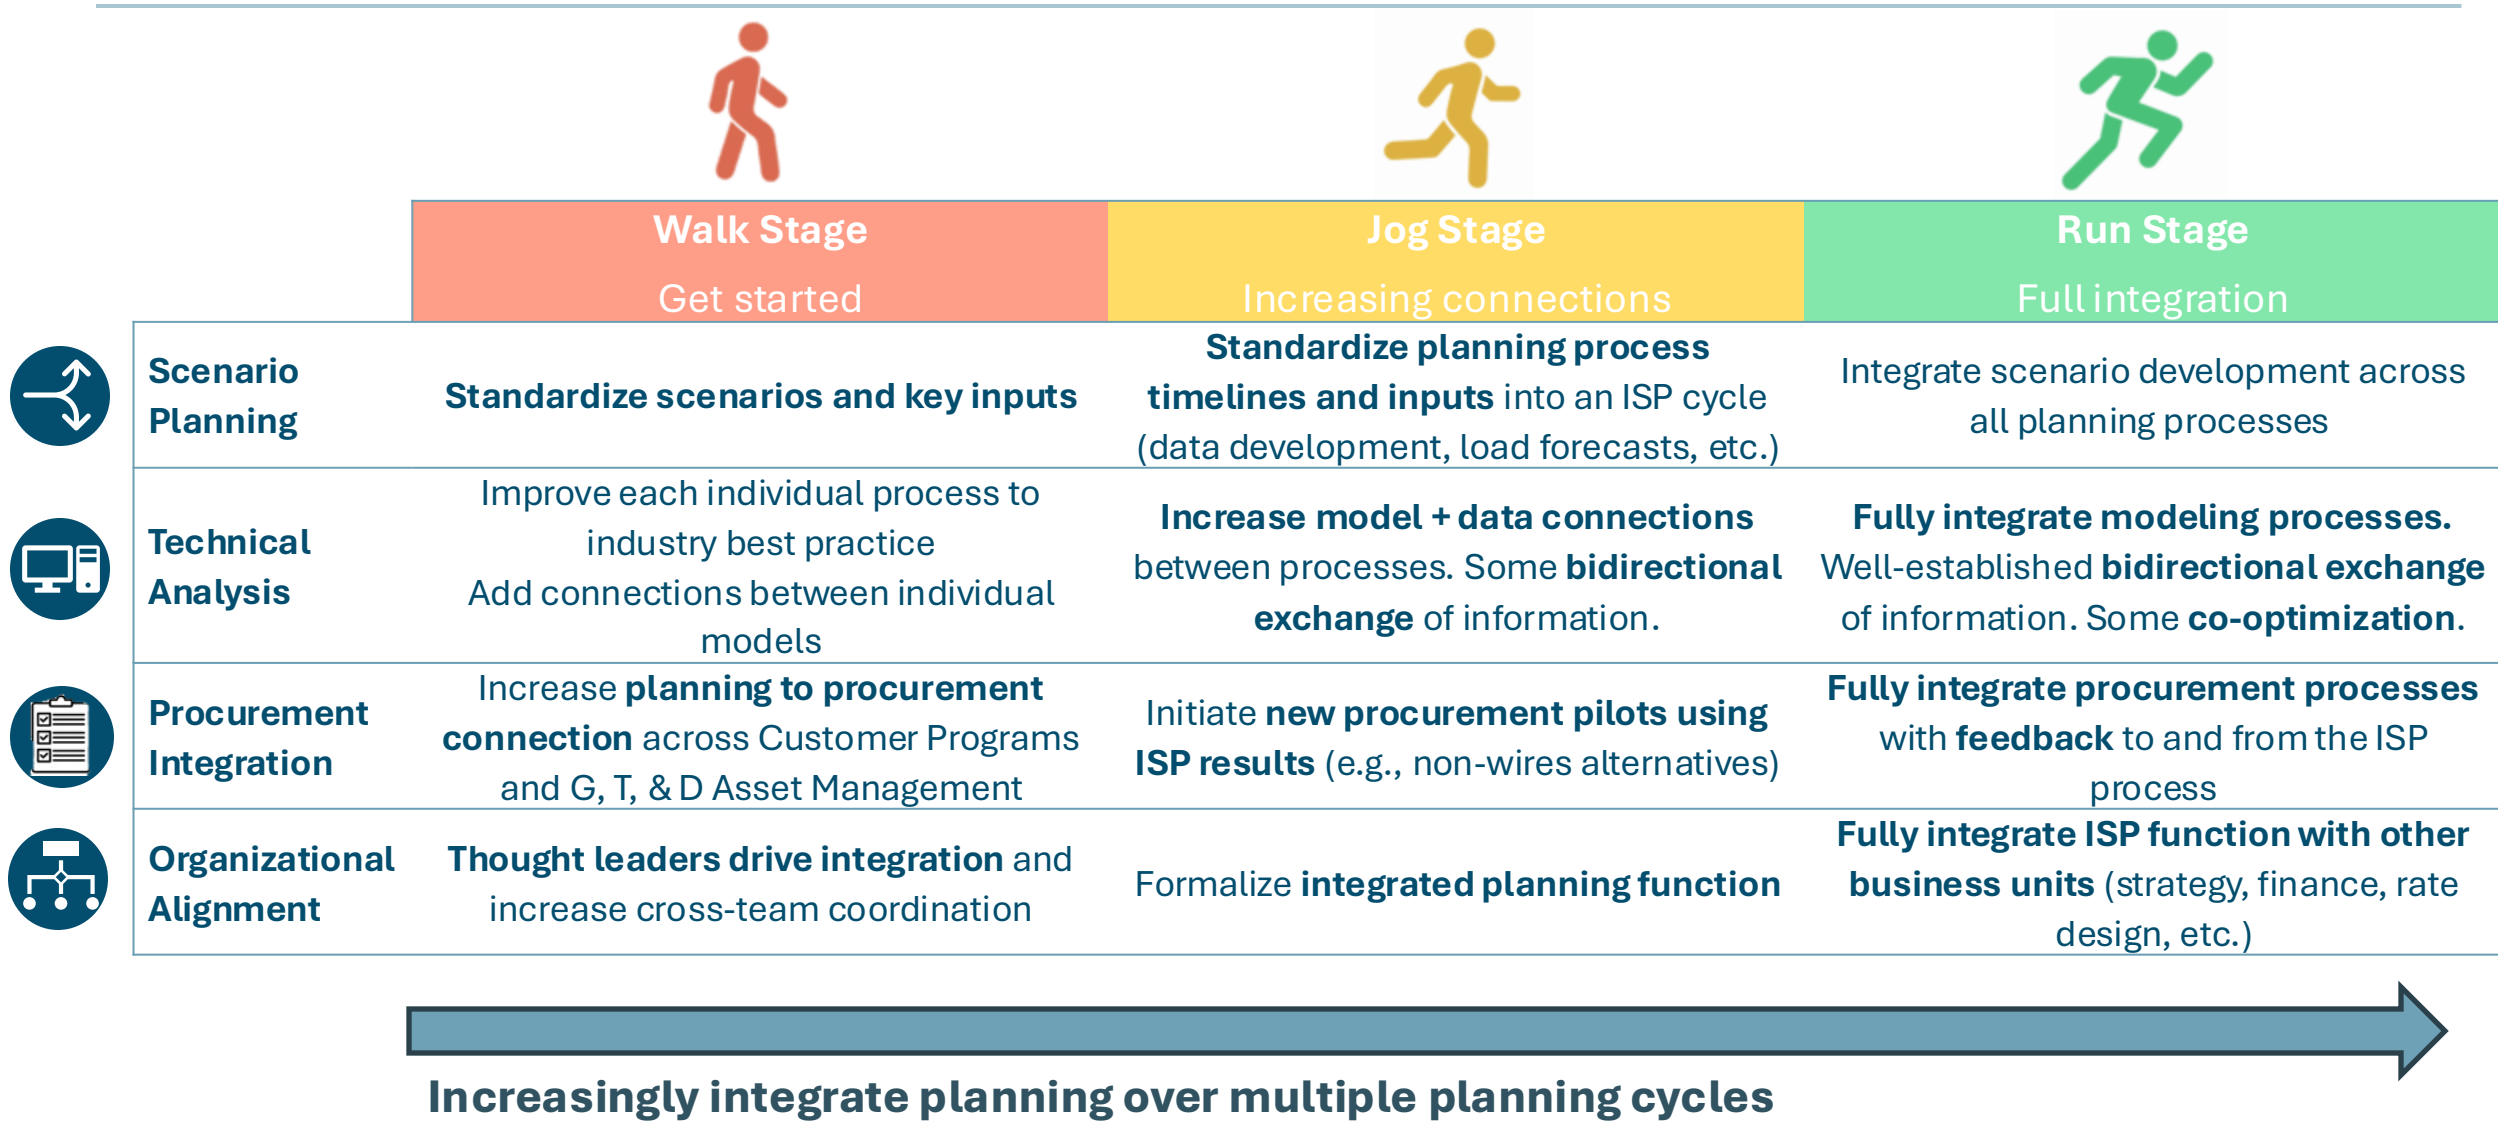 Walk Stage
Get started
Jog Stage
Increasing connections
Run Stage
Full integration
Scenario
Planning
Standardize scenarios and key inputs
Standardize planning process
timelines and inputs into an ISP cycle
(data development, load forecasts, etc.)
Integrate scenario development across
all planning processes
Technical
Analysis
Improve each individual process to
industry best practice
Add connections between individual
models
Increase model + data connections
between processes. Some bidirectional
exchange of information.
Fully integrate modeling processes.
Well-established bidirectional exchange
of information. Some co-optimization.
Procurement
Integration
Increase planning to procurement
connection across Customer Programs
and G, T, & D Asset Management
Initiate new procurement pilots using
ISP results (e.g., non-wires alternatives)
Fully integrate procurement processes
with feedback to and from the ISP
process
Organizational
Alignment
Thought leaders drive integration and
increase cross-team coordination
Formalize integrated planning function
Fully integrate ISP function with other
business units (strategy, finance, rate
design, etc.)
Increasingly integrate planning over multiple planning cycles